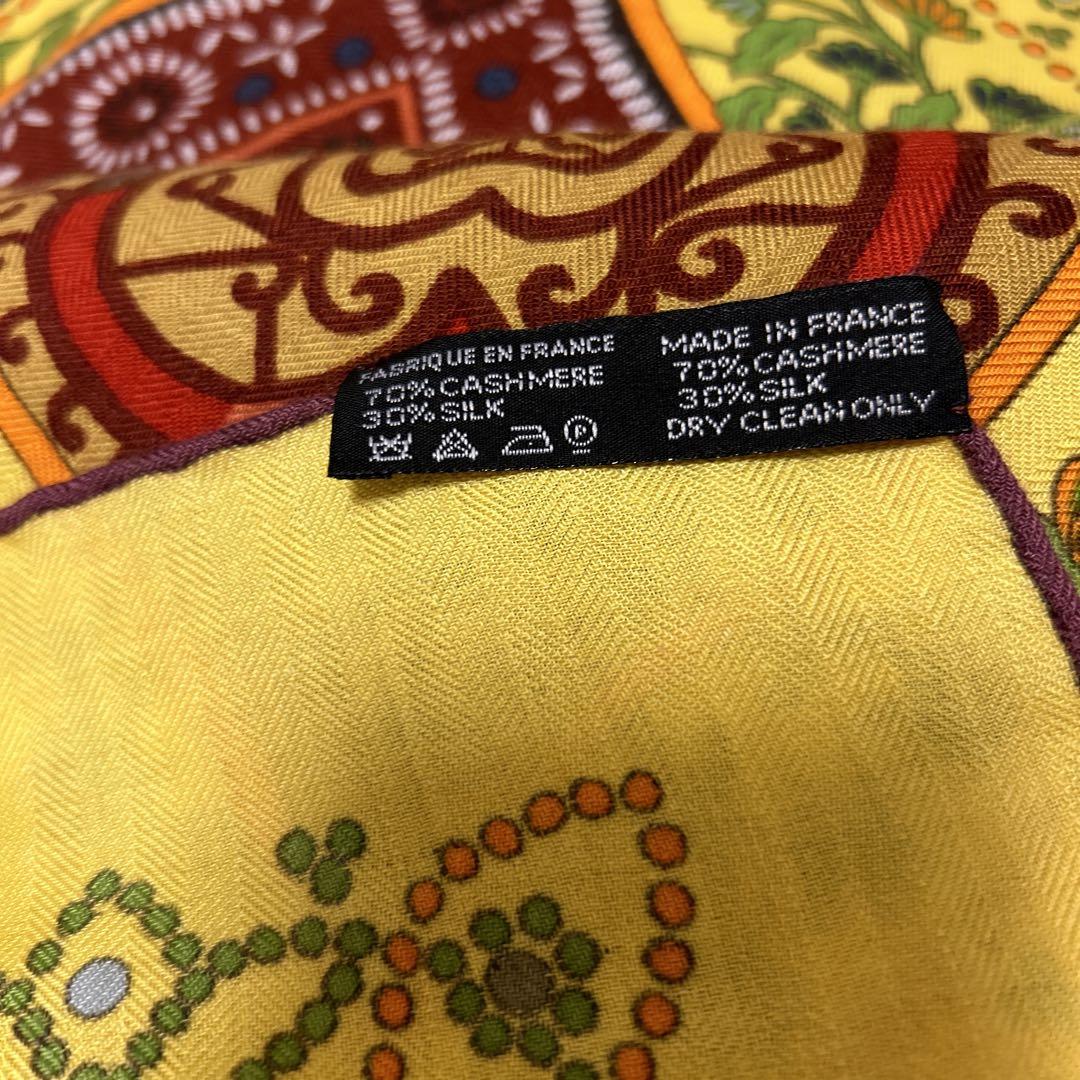 FABRIQUE EN FRANCE
70% CASHMERE
30% SILK
P
MADE IN FRANCE
70% CASHMERE
30% SILK
DRY CLEAN ONLY